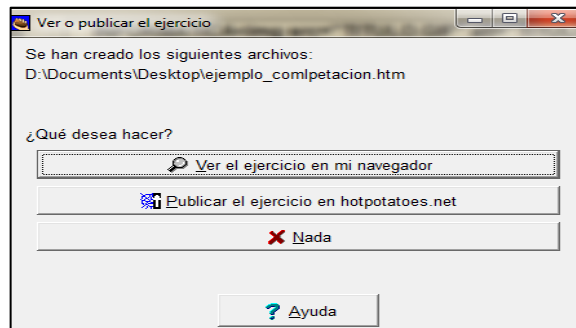 Ver o publicar el ejercicio
Se han creado los siguientes archivos:
D:\Documents\Desktop\ejemplo_comlpetacion.htm
¿Qué desea hacer?
Ver el ejercicio en mi navegador
Publicar el ejercicio en hotpotatoes.net
Nada
? Ayuda